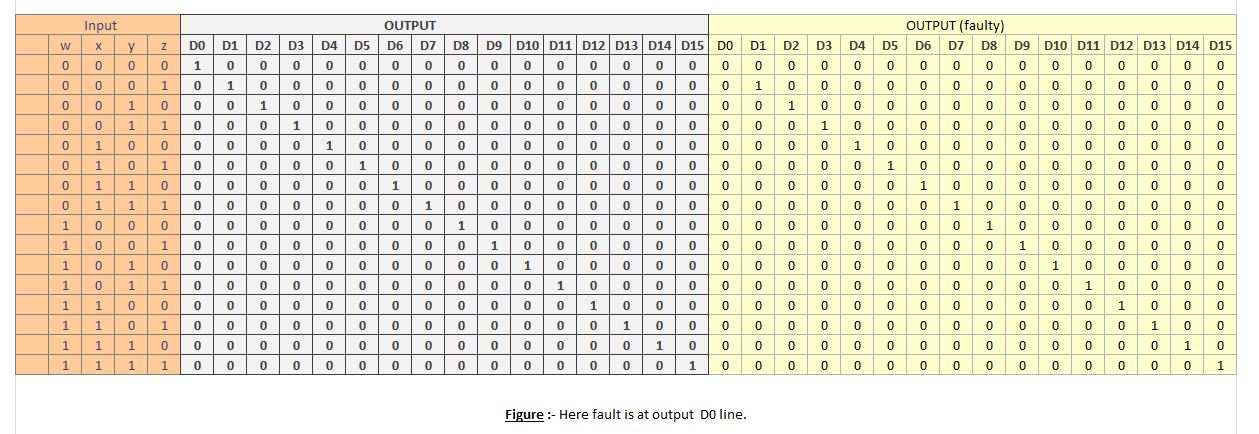 Input OUTPUT OUTPUT (faulty)
w x y z D0 D1 D2 D3 D4 D5 D6 D7 D8 D9 D10 D11 D12 D13 D14 D15 D0 D1 D2 D3 D4 D5 D6 D7 D8 D9 D10 D11 D12 D13 D14 D15
0 0 0 0 1 0 0 0 0 0 0 0 0 0 0 0 0 0 0 0 0 0 0 0 0 0 0 0 0 0 0 0 0 0 0 0
0 0 0 1 0 1 0 0 0 0 0 0 0 0 0 0 0 0 0 0 0 1 0 0 0 0 0 0 0 0 0 0 0 0 0 0
0 0 1 0 0 0 1 0 0 0 0 0 0 0 0 0 0 0 0 0 0 0 1 0 0 0 0 0 0 0 0 0 0 0 0 0
0 0 1 1 0 0 0 1 0 0 0 0 0 0 0 0 0 0 0 0 0 0 0 1 0 0 0 0 0 0 0 0 0 0 0 0
0 1 0 0 0 0 0 0 1 0 0 0 0 0 0 0 0 0 0 0 0 0 0 0 1 0 0 0 0 0 0 0 0 0 0 0
0 1 0 1 0 0 0 0 0 1 0 0 0 0 0 0 0 0 0 0 0 0 0 0 0 1 0 0 0 0 0 0 0 0 0 0
0 1 1 0 0 0 0 0 0 0 1 0 0 0 0 0 0 0 0 0 0 0 0 0 0 0 1 0 0 0 0 0 0 0 0 0
0 1 1 1 0 0 0 0 0 0 0 1 0 0 0 0 0 0 0 0 0 0 0 0 0 0 0 1 0 0 0 0 0 0 0 0
1 0 0 0 0 0 0 0 0 0 0 0 1 0 0 0 0 0 0 0 0 0 0 0 0 0 0 0 1 0 0 0 0 0 0 0
1 0 0 1 0 0 0 0 0 0 0 0 0 1 0 0 0 0 0 0 0 0 0 0 0 0 0 0 0 1 0 0 0 0 0 0
1 0 1 0 0 0 0 0 0 0 0 0 0 0 1 0 0 0 0 0 0 0 0 0 0 0 0 0 0 0 1 0 0 0 0 0
1 0 1 1 0 0 0 0 0 0 0 0 0 0 0 1 0 0 0 0 0 0 0 0 0 0 0 0 0 0 0 1 0 0 0 0
1 1 0 0 0 0 0 0 0 0 0 0 0 0 0 0 1 0 0 0 0 0 0 0 0 0 0 0 0 0 0 0 1 0 0 0
1 1 0 1 0 0 0 0 0 0 0 0 0 0 0 0 0 1 0 0 0 0 0 0 0 0 0 0 0 0 0 0 0 1 0 0
1 1 1 0 0 0 0 0 0 0 0 0 0 0 0 0 0 0 1 0 0 0 0 0 0 0 0 0 0 0 0 0 0 0 1 0
1 1 1 1 0 0 0 0 0 0 0 0 0 0 0 0 0 0 0 1 0 0 0 0 0 0 0 0 0 0 0 0 0 0 0 1
Figure :- Here fault is at output D0 line.